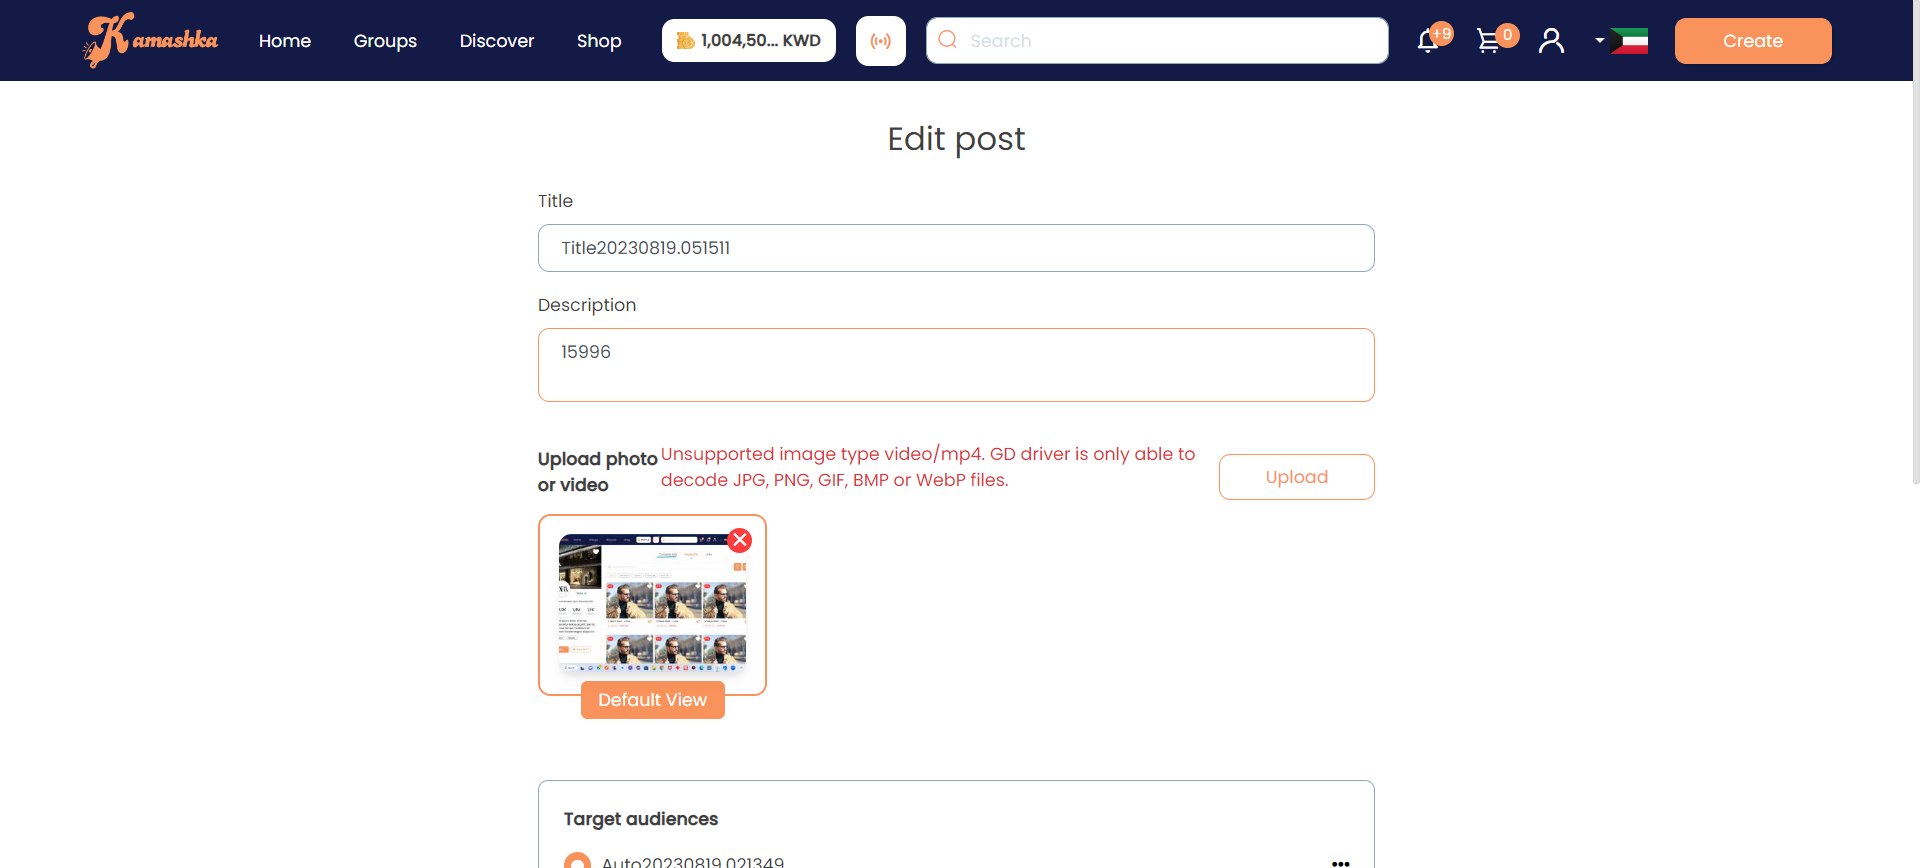 Kamashka
Home
Groups
Discover
Shop
1,004,50... KWD
Search
+9
0
Create
Edit post
Title
Title20230819.051511
Description
15996
Upload photo
or video
Unsupported image type video/mp4. GD driver is only able to
decode JPG, PNG, GIF, BMP or WebP files.
Upload
Default View
Target audiences
Auto20230819.021349